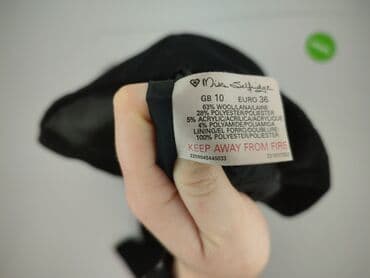 Miss Selfridge
GB 10 EURO 36
63% WOOL/LANA/LAINE
28% POLYESTER/POLIESTER
5% ACRYLIC/ACRILICA/ACRYLIQUE
4% POLYAMIDE/POLIAMIDA
LINING/EL FORRO/DOUBLURE:
100% POLYESTER/POLIESTER
KEEP AWAY FROM FIRE